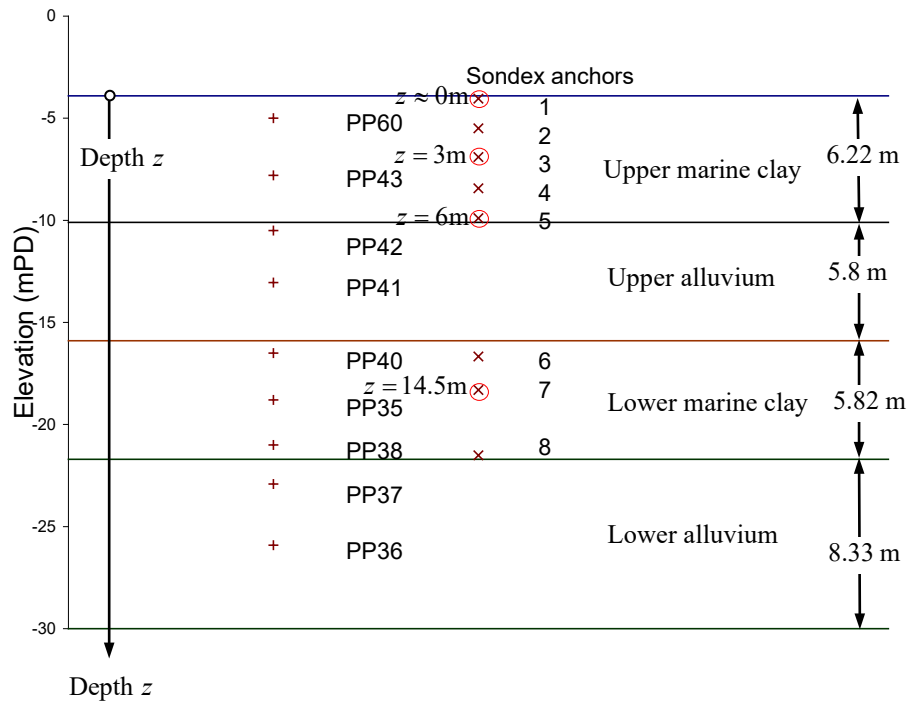 0
Sondex anchors
z ≈ 0m
1
-5
PP60
2
Depth z
z = 3m
3
Upper marine clay
6.22 m
PP43
4
z = 6m
5
-10
PP42
Upper alluvium
5.8 m
PP41
Elevation (mPD)
-15
PP40
6
z = 14.5m
7
PP35
Lower marine clay
5.82 m
-20
PP38
8
PP37
-25
Lower alluvium
8.33 m
PP36
-30
Depth z